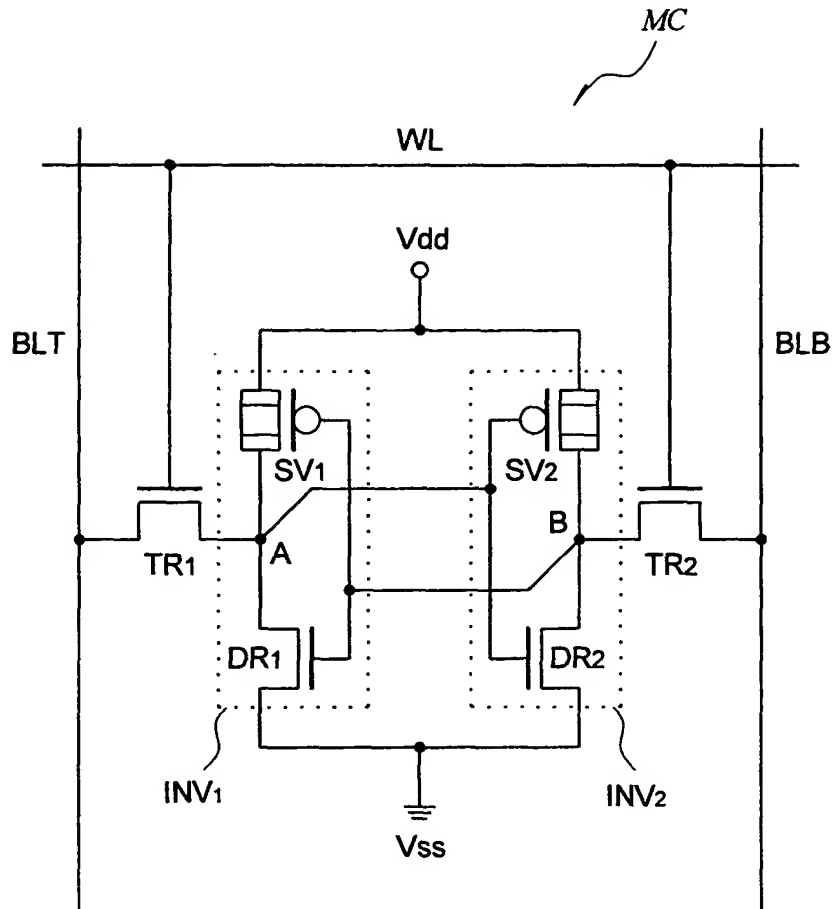 MC
WL
Vdd
BLT
BLB
SV1
SV2
A
B
TR1
TR2
DR1
DR2
INV1
INV2
Vss